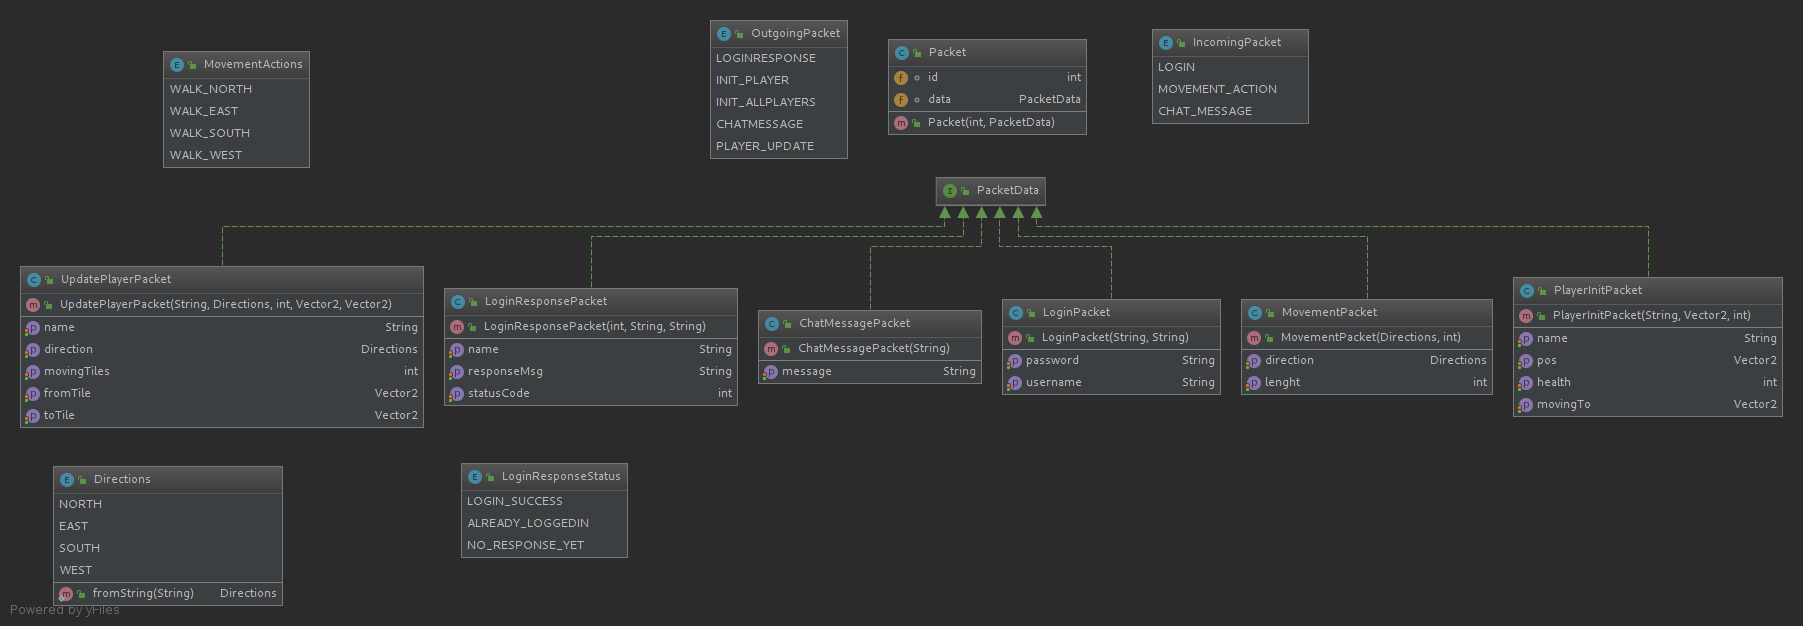 MovementActions
WALK_NORTH
WALK_EAST
WALK_SOUTH
WALK_WEST
OutgoingPacket
LOGINRESPONSE
INIT_PLAYER
INIT_ALLPLAYERS
CHATMESSAGE
PLAYER_UPDATE
Packet
id int
data PacketData
Packet(int, PacketData)
IncomingPacket
LOGIN
MOVEMENT_ACTION
CHAT_MESSAGE
PacketData
UpdatePlayerPacket
UpdatePlayerPacket(String, Directions, int, Vector2, Vector2)
name String
direction Directions
movingTiles int
fromTile Vector2
toTile Vector2
LoginResponsePacket
LoginResponsePacket(int, String, String)
name String
responseMsg String
statusCode int
ChatMessagePacket
ChatMessagePacket(String)
message String
LoginPacket
LoginPacket(String, String)
password String
username String
MovementPacket
MovementPacket(Directions, int)
direction Directions
lenght int
PlayerInitPacket
PlayerInitPacket(String, Vector2, int)
name String
pos Vector2
health int
movingTo Vector2
Directions
NORTH
EAST
SOUTH
WEST
fromString(String) Directions
LoginResponseStatus
LOGIN_SUCCESS
ALREADY_LOGGEDIN
NO_RESPONSE_YET
Powered by yFiles